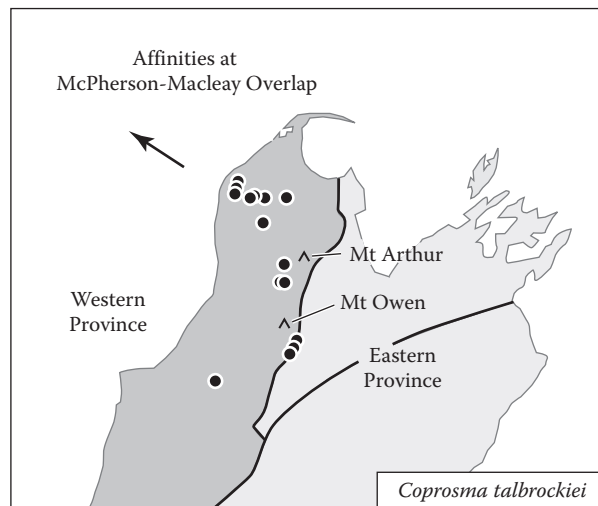 Affinities at
McPherson-Macleay Overlap
Mt Arthur
Western
Province
Mt Owen
Eastern
Province
Coprosma talbrockiei